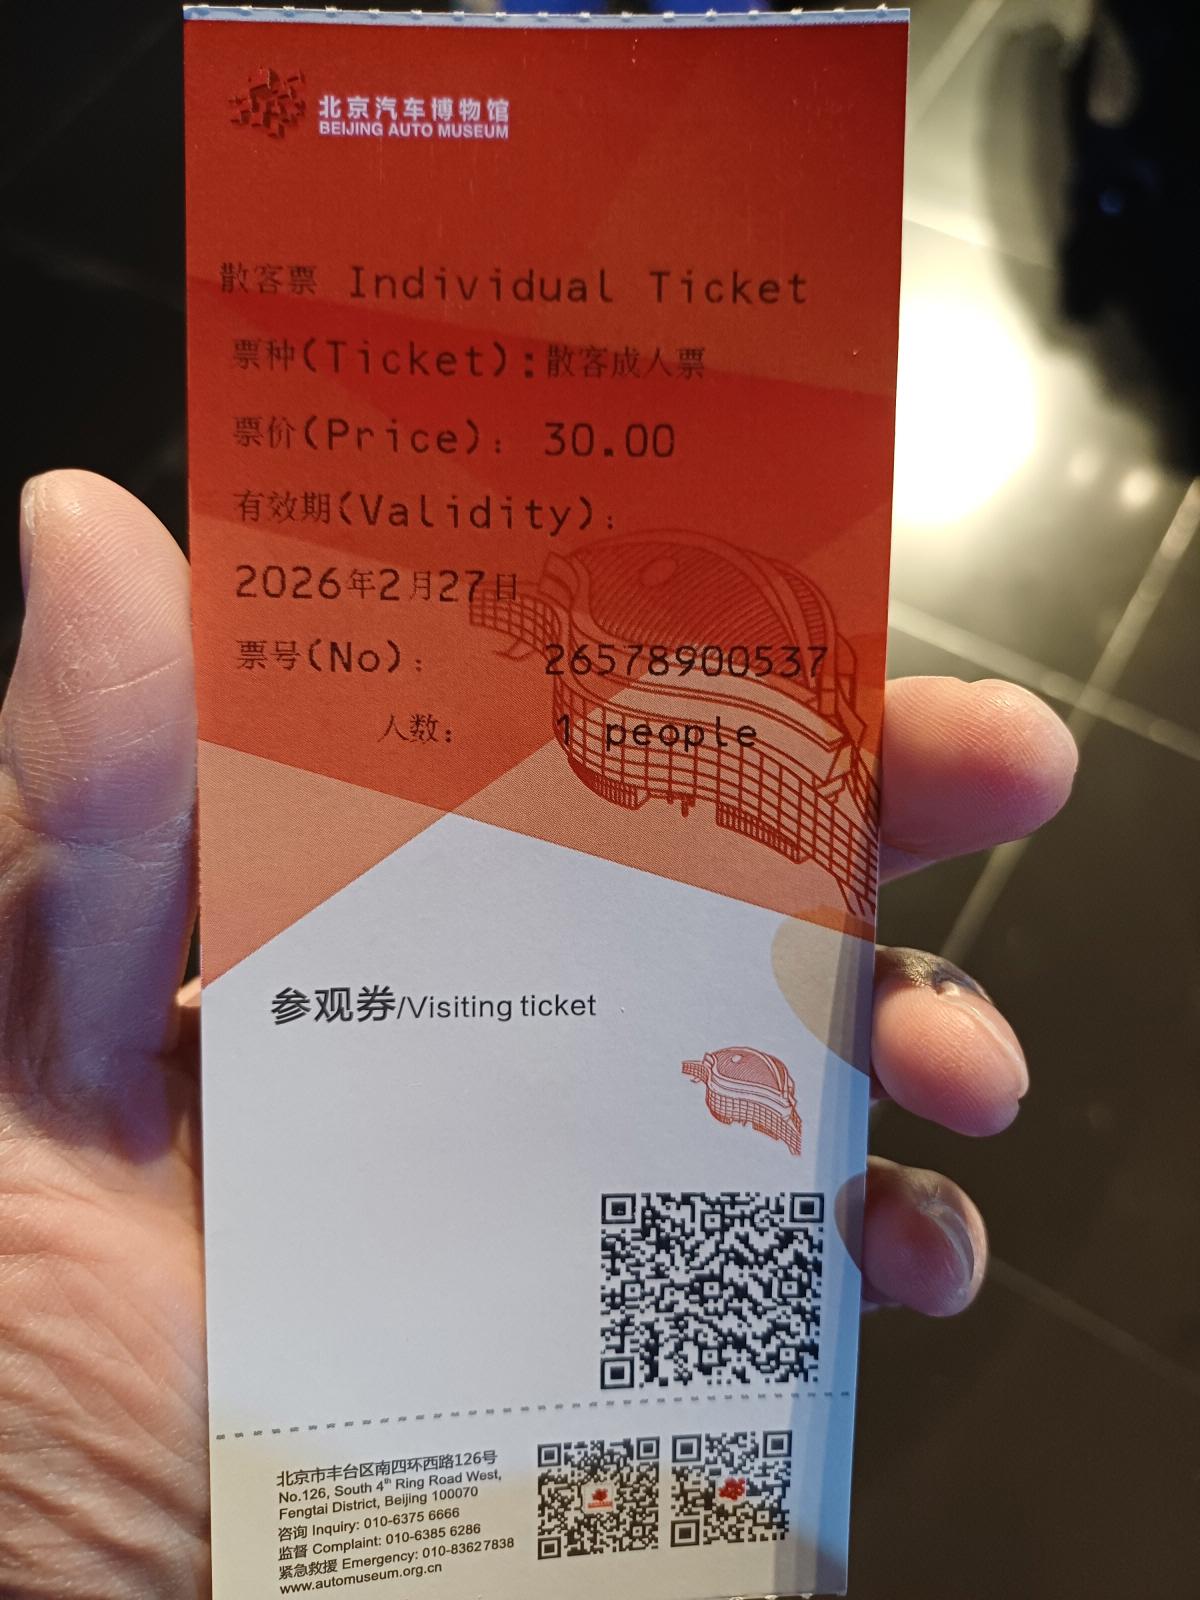 北京汽车博物馆
BEIJING AUTO MUSEUM
散客票 Individual Ticket
票种(Ticket):散客成人票
票价(Price): 30.00
有效期(Validity):
2026年2月27日
票号(No): 26578900537
人数: 1 people
参观券/Visiting ticket
北京市丰台区南四环西路126号
No.126, South 4th Ring Road West,
Fengtai District, Beijing 100070
咨询 Inquiry: 010-6375 6666
监督 Complaint: 010-6385 6286
紧急救援 Emergency: 010-83627838
www.automuseum.org.cn